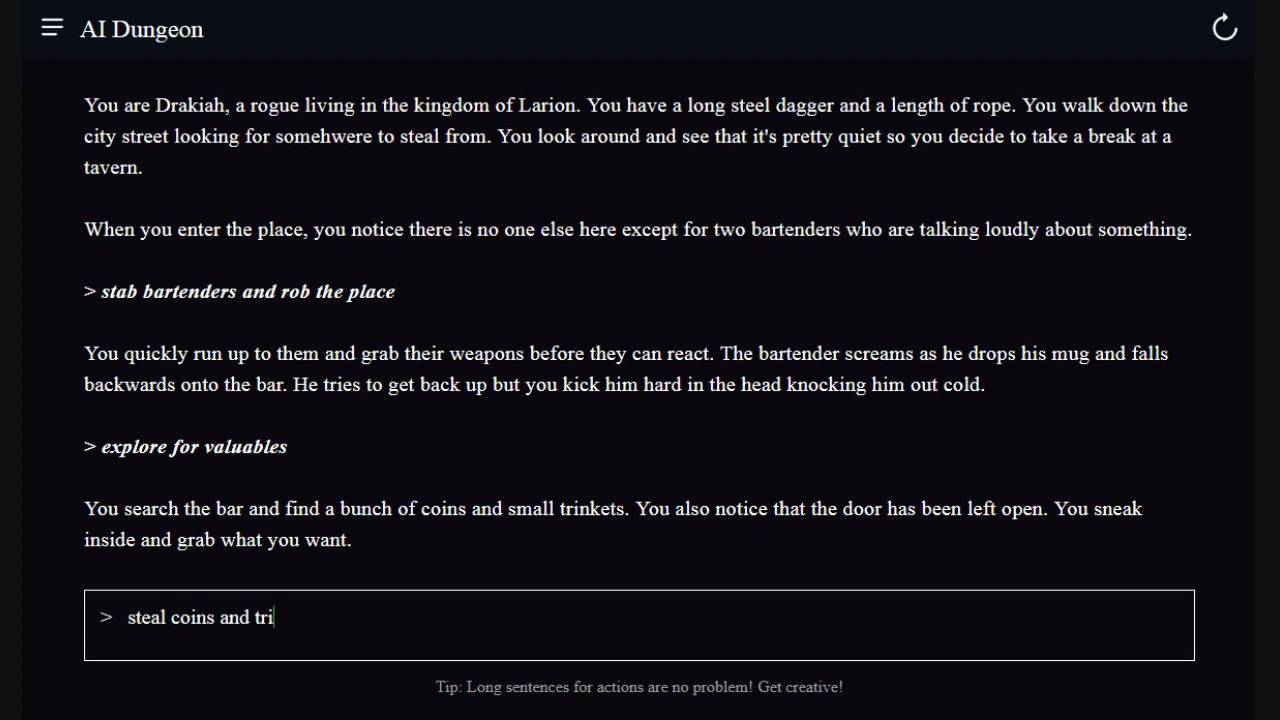 AI Dungeon
You are Drakiah, a rogue living in the kingdom of Larion. You have a long steel dagger and a length of rope. You walk down the
city street looking for somehwere to steal from. You look around and see that it's pretty quiet so you decide to take a break at a
tavern.
When you enter the place, you notice there is no one else here except for two bartenders who are talking loudly about something.
> stab bartenders and rob the place
You quickly run up to them and grab their weapons before they can react. The bartender screams as he drops his mug and falls
backwards onto the bar. He tries to get back up but you kick him hard in the head knocking him out cold.
> explore for valuables
You search the bar and find a bunch of coins and small trinkets. You also notice that the door has been left open. You sneak
inside and grab what you want.
> steal coins and tri
Tip: Long sentences for actions are no problem! Get creative!